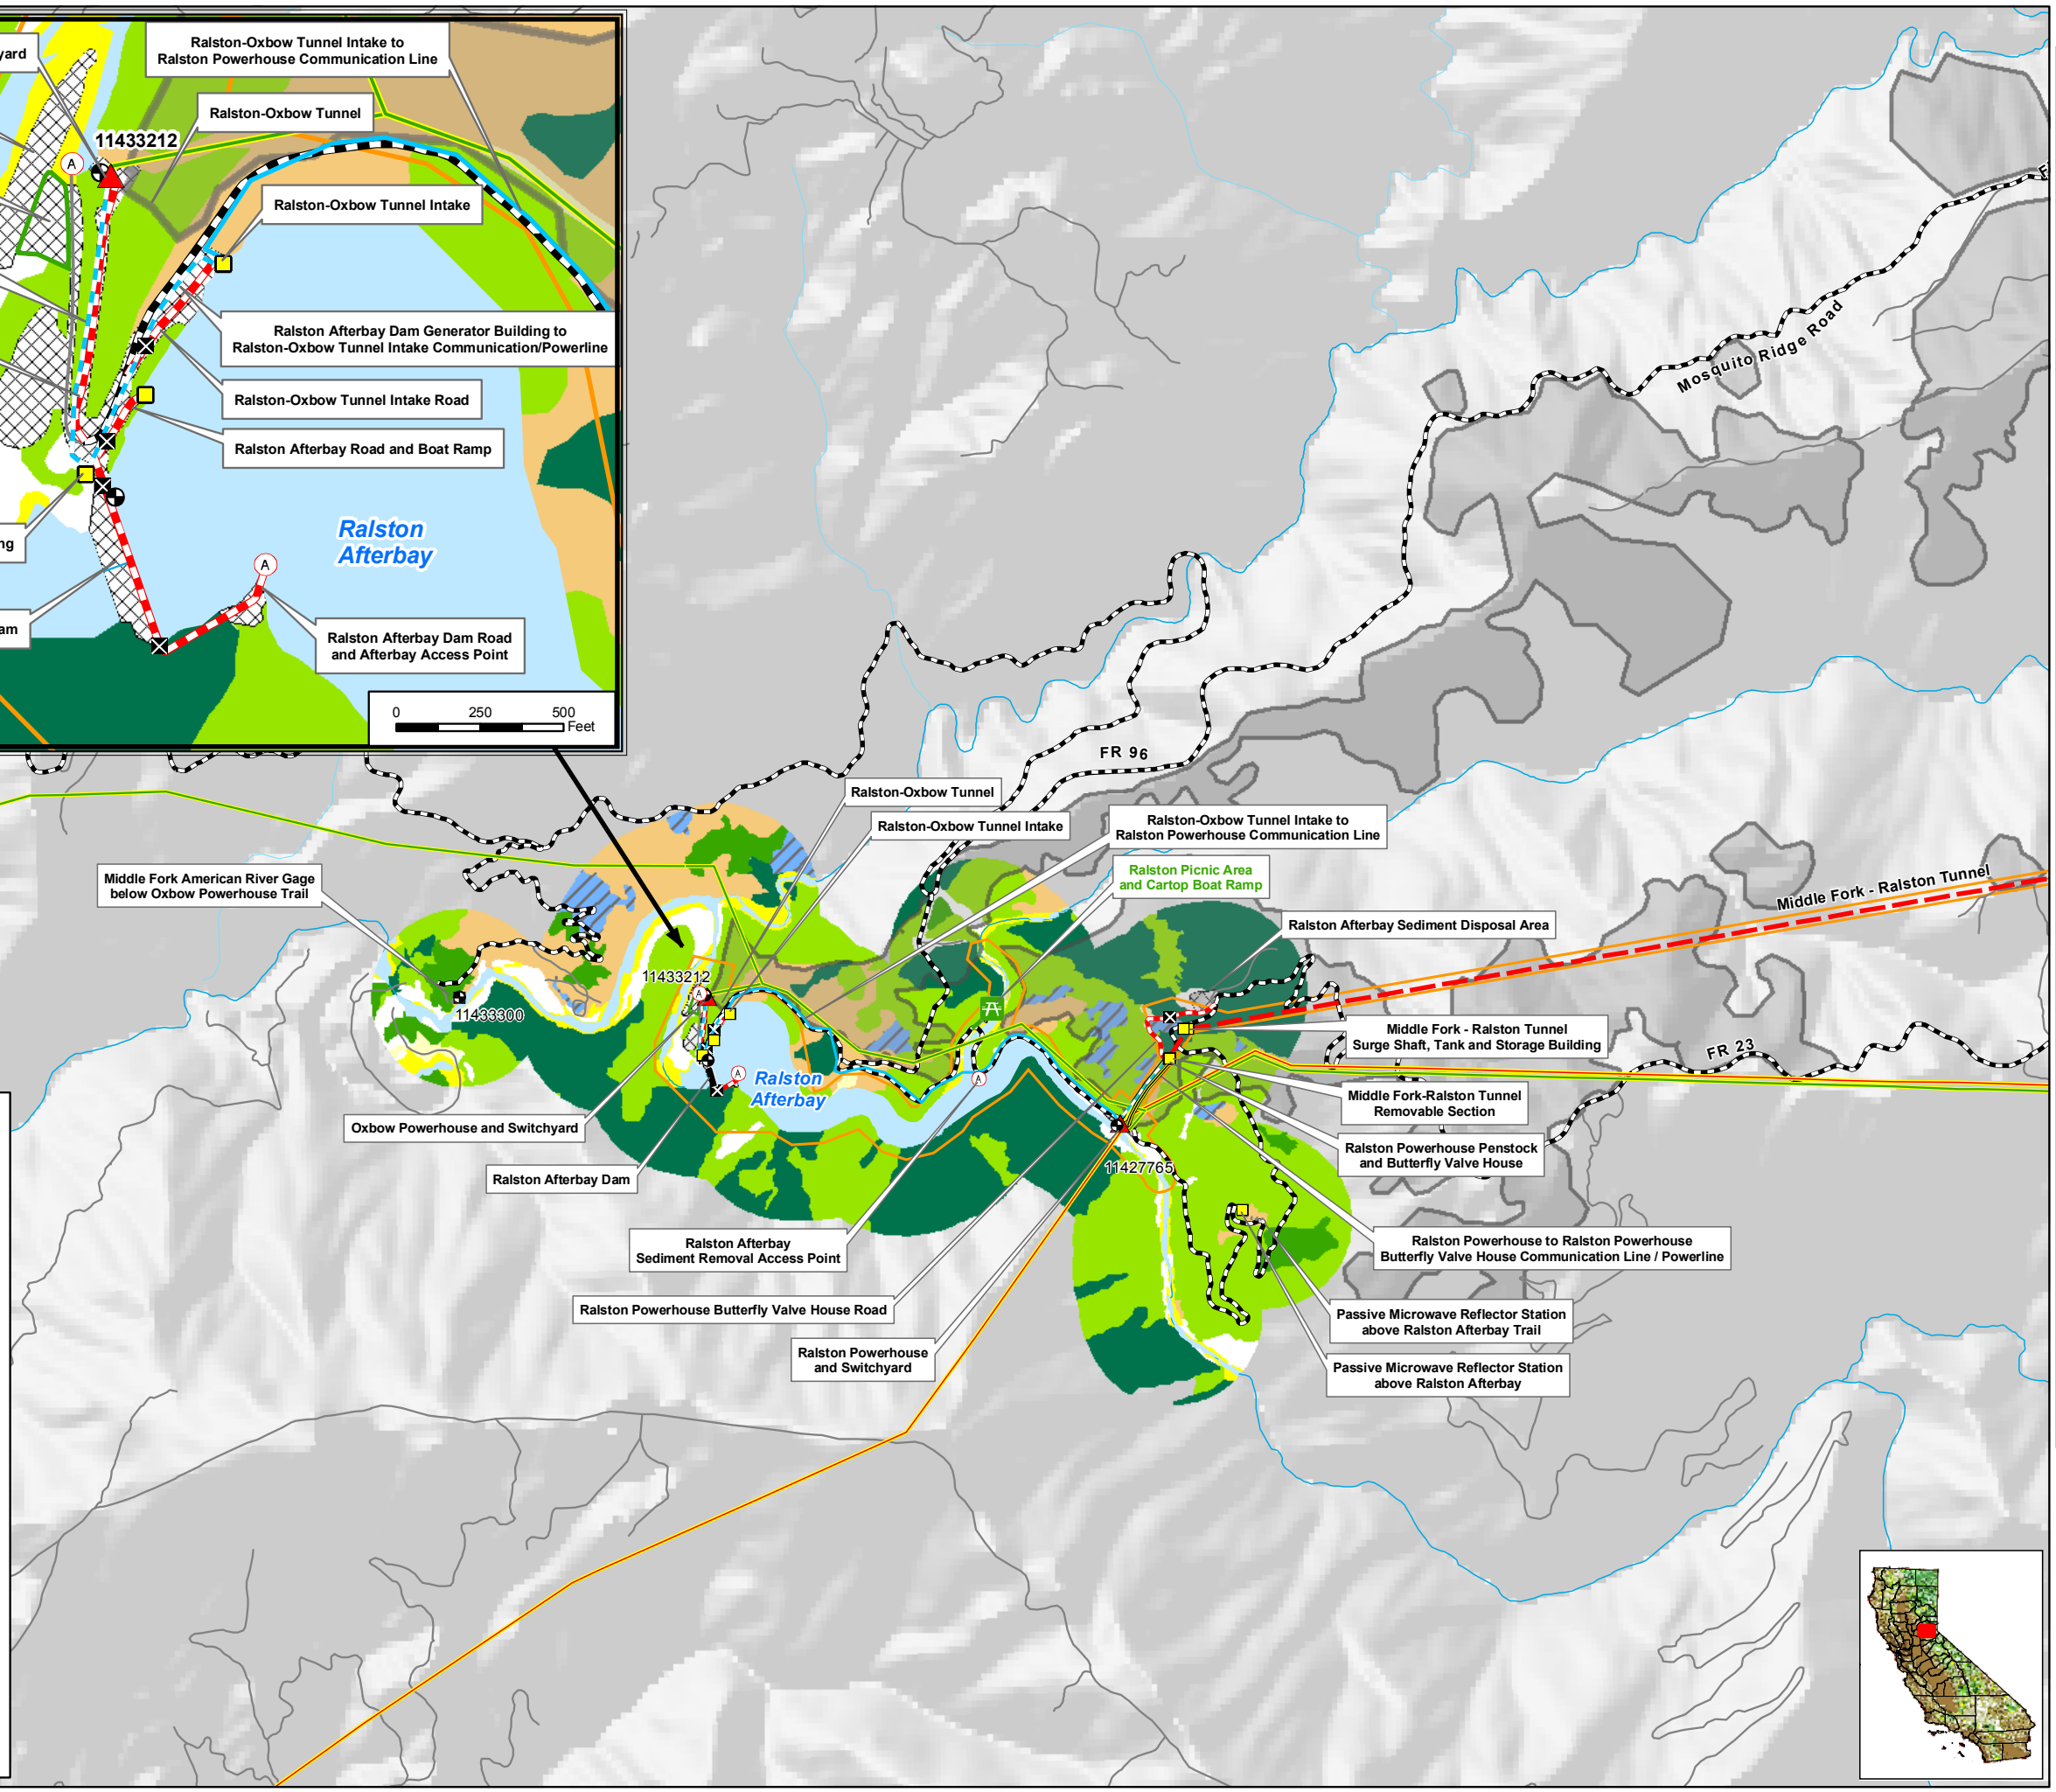 yard
Ralston-Oxbow Tunnel Intake to
Ralston Powerhouse Communication Line
Ralston-Oxbow Tunnel
11433212
A
Ralston-Oxbow Tunnel Intake
Ralston Afterbay Dam Generator Building to
Ralston-Oxbow Tunnel Intake Communication/Powerline
Ralston-Oxbow Tunnel Intake Road
Ralston Afterbay Road and Boat Ramp
ng
Ralston
Afterbay
A
am
Ralston Afterbay Dam Road
and Afterbay Access Point
0 250 500
Feet
Mosquito Ridge Road
FR 96
Ralston-Oxbow Tunnel
Ralston-Oxbow Tunnel Intake
Ralston-Oxbow Tunnel Intake to
Ralston Powerhouse Communication Line
Ralston Picnic Area
and Cartop Boat Ramp
Middle Fork American River Gage
below Oxbow Powerhouse Trail
Middle Fork - Ralston Tunnel
Ralston Afterbay Sediment Disposal Area
11433212
A
11433300
Middle Fork - Ralston Tunnel
Surge Shaft, Tank and Storage Building
FR 23
A
Ralston
Afterbay
A
Middle Fork-Ralston Tunnel
Removable Section
Oxbow Powerhouse and Switchyard
Ralston Powerhouse Penstock
and Butterfly Valve House
11427765
Ralston Afterbay Dam
Ralston Afterbay
Sediment Removal Access Point
Ralston Powerhouse to Ralston Powerhouse
Butterfly Valve House Communication Line / Powerline
Ralston Powerhouse Butterfly Valve House Road
Passive Microwave Reflector Station
above Ralston Afterbay Trail
Ralston Powerhouse
and Switchyard
Passive Microwave Reflector Station
above Ralston Afterbay